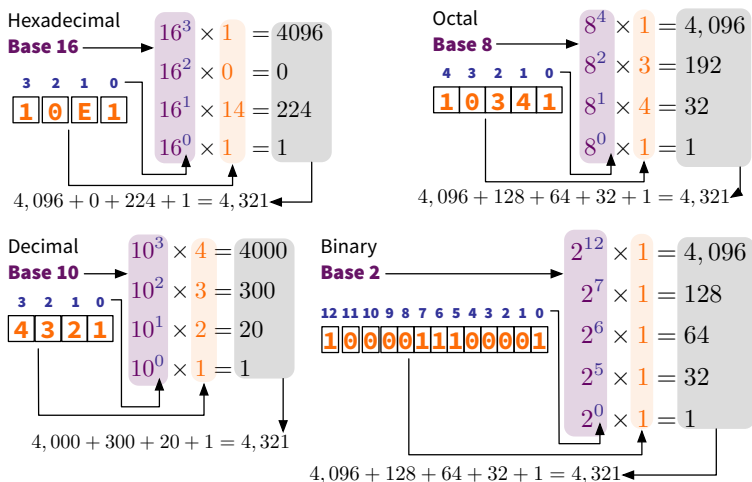 Hexadecimal
Base 16
3 2 1 0
1 0 E 1
16³ × 1 = 4096
16² × 0 = 0
16¹ × 14 = 224
16⁰ × 1 = 1
4,096 + 0 + 224 + 1 = 4,321
Octal
Base 8
4 3 2 1 0
1 0 3 4 1
8⁴ × 1 = 4,096
8² × 3 = 192
8¹ × 4 = 32
8⁰ × 1 = 1
4,096 + 128 + 64 + 32 + 1 = 4,321
Decimal
Base 10
3 2 1 0
4 3 2 1
10³ × 4 = 4000
10² × 3 = 300
10¹ × 2 = 20
10⁰ × 1 = 1
4,000 + 300 + 20 + 1 = 4,321
Binary
Base 2
12 11 10 9 8 7 6 5 4 3 2 1 0
1 0 0 0 0 1 1 1 0 0 0 0 1
2¹² × 1 = 4,096
2⁷ × 1 = 128
2⁶ × 1 = 64
2⁵ × 1 = 32
2⁰ × 1 = 1
4,096 + 128 + 64 + 32 + 1 = 4,321